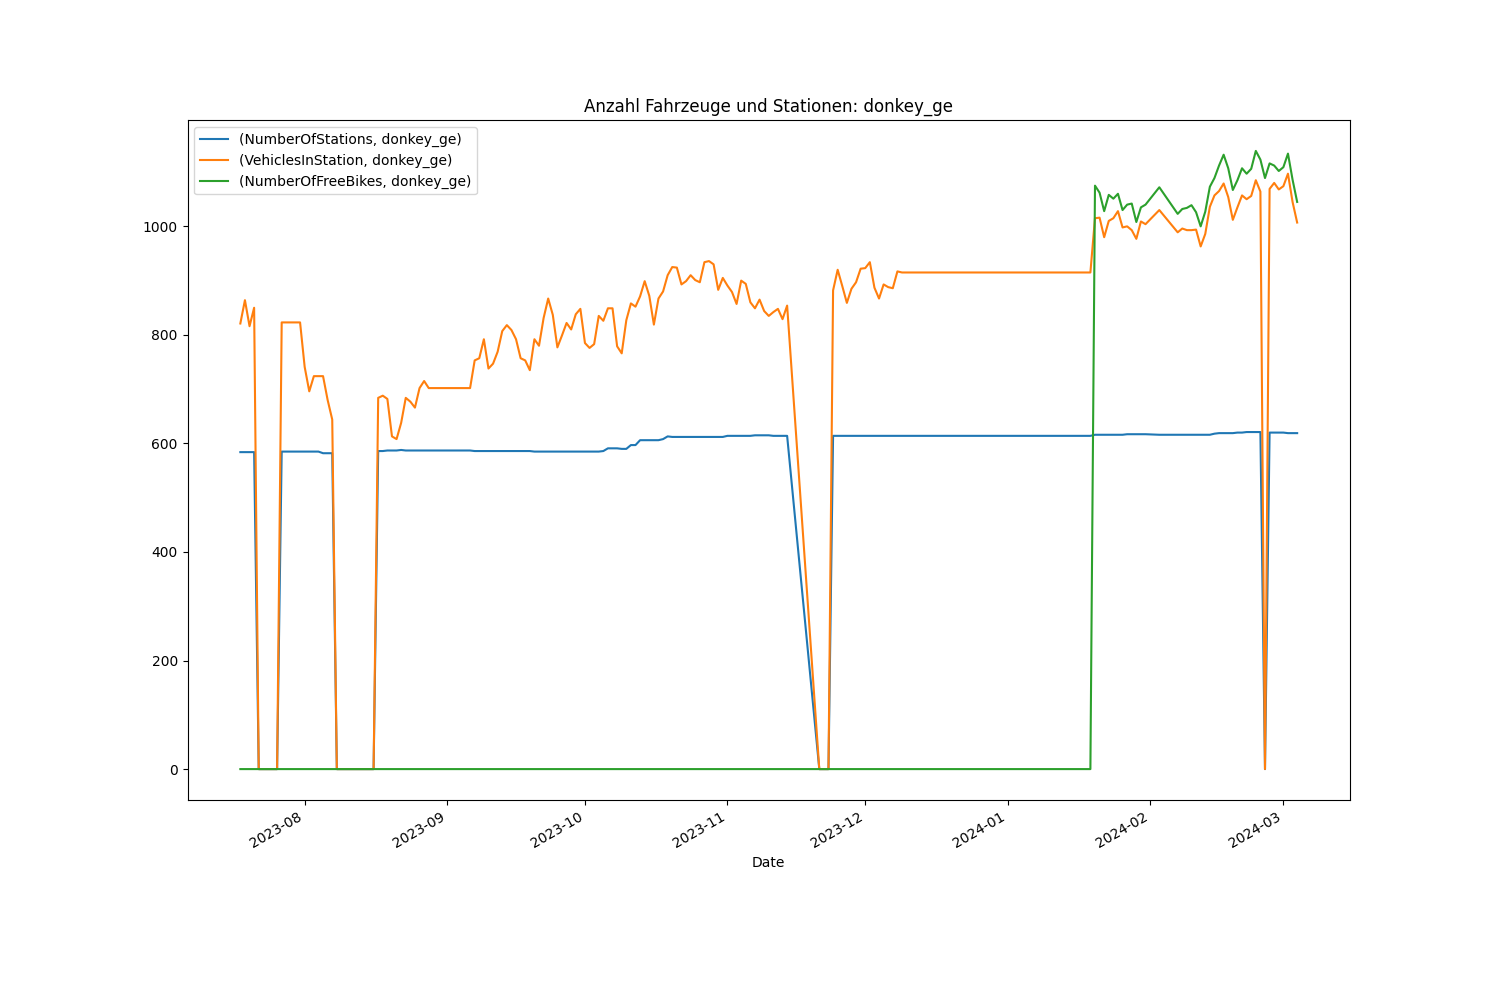 Anzahl Fahrzeuge und Stationen: donkey_ge
(NumberOfStations, donkey_ge)
(VehiclesInStation, donkey_ge)
(NumberOfFreeBikes, donkey_ge)
1000
800
600
400
200
0
2023-08
2023-09
2023-10
2023-11
2023-12
2024-01
2024-02
2024-03
Date